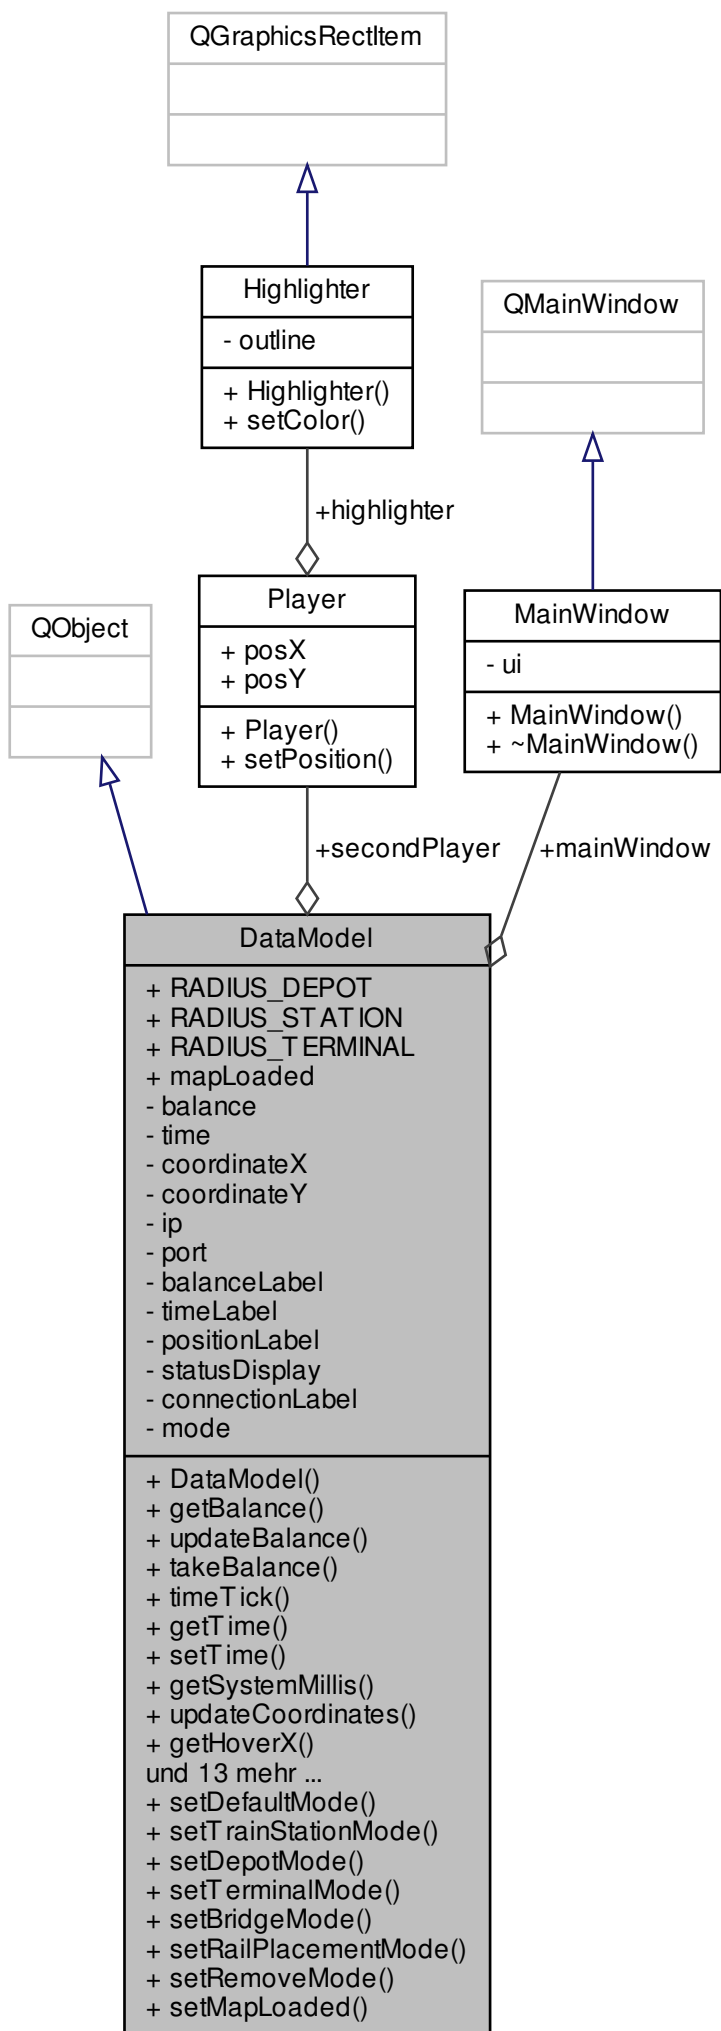 QGraphicsRectItem
Highlighter
- outline
+ Highlighter()
+ setColor()
QMainWindow
+highlighter
Player
+ posX
+ posY
+ Player()
+ setPosition()
MainWindow
- ui
+ MainWindow()
+ ~MainWindow()
QObject
+secondPlayer
+mainWindow
DataModel
+ RADIUS_DEPOT
+ RADIUS_STATION
+ RADIUS_TERMINAL
+ mapLoaded
- balance
- time
- coordinateX
- coordinateY
- ip
- port
- balanceLabel
- timeLabel
- positionLabel
- statusDisplay
- connectionLabel
- mode
+ DataModel()
+ getBalance()
+ updateBalance()
+ takeBalance()
+ timeTick()
+ getTime()
+ setTime()
+ getSystemMillis()
+ updateCoordinates()
+ getHoverX()
und 13 mehr ...
+ setDefaultMode()
+ setTrainStationMode()
+ setDepotMode()
+ setTerminalMode()
+ setBridgeMode()
+ setRailPlacementMode()
+ setRemoveMode()
+ setMapLoaded()